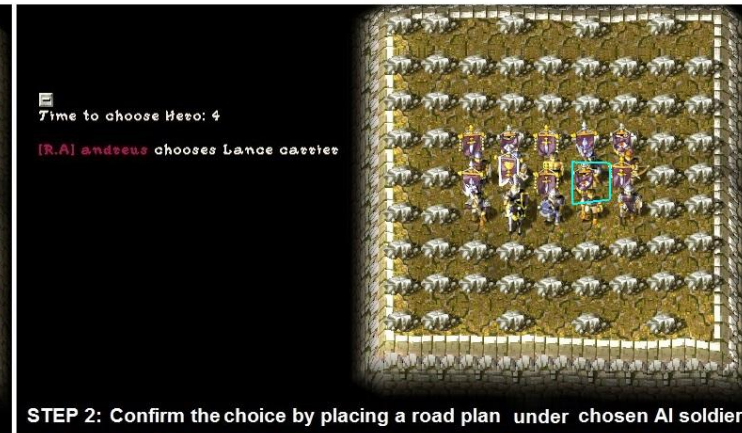 Time to choose Hero: 4
[R.A] andreus chooses Lance carrier
STEP 2: Confirm the choice by placing a road plan under chosen AI soldier